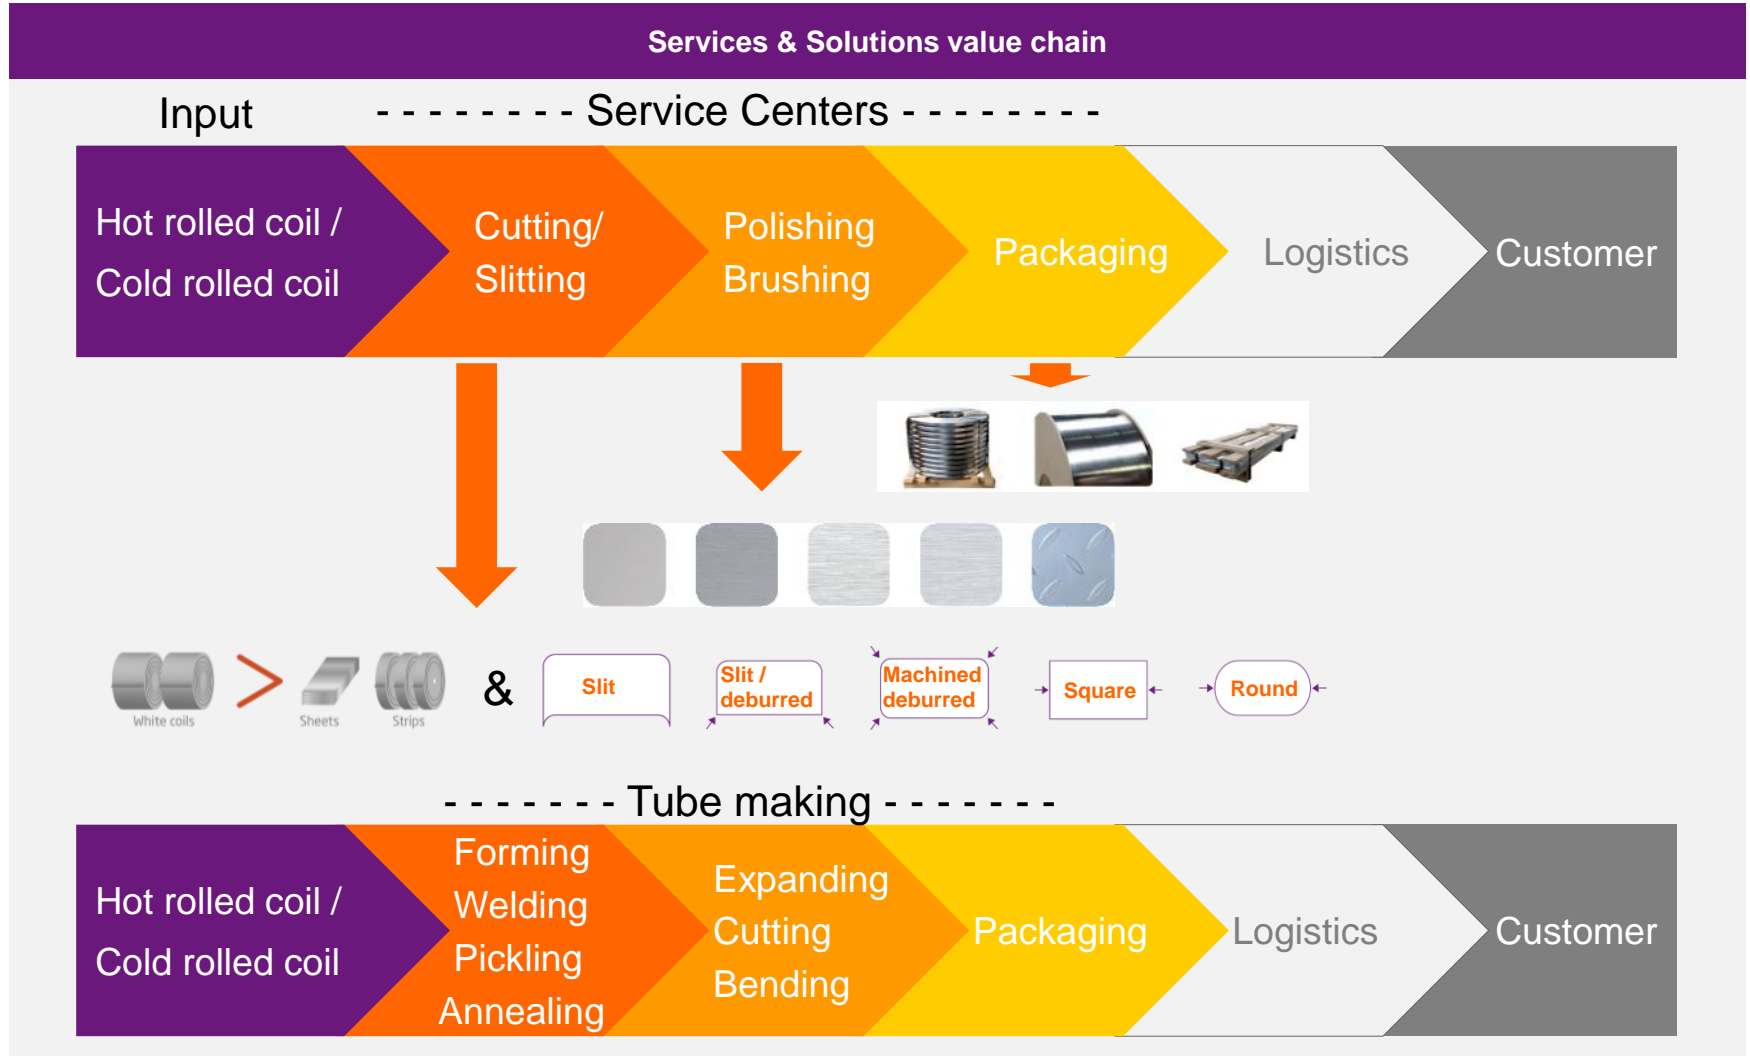 Services & Solutions value chain
Input
- - - - - - - - Service Centers - - - - - - - -
Hot rolled coil /
Cold rolled coil
Cutting/
Slitting
Polishing
Brushing
Packaging
Logistics
Customer
White coils
Sheets
Strips
&
Slit
Slit /
deburred
Machined
deburred
Square
Round
- - - - - - - Tube making - - - - - - -
Hot rolled coil /
Cold rolled coil
Forming
Welding
Pickling
Annealing
Expanding
Cutting
Bending
Packaging
Logistics
Customer